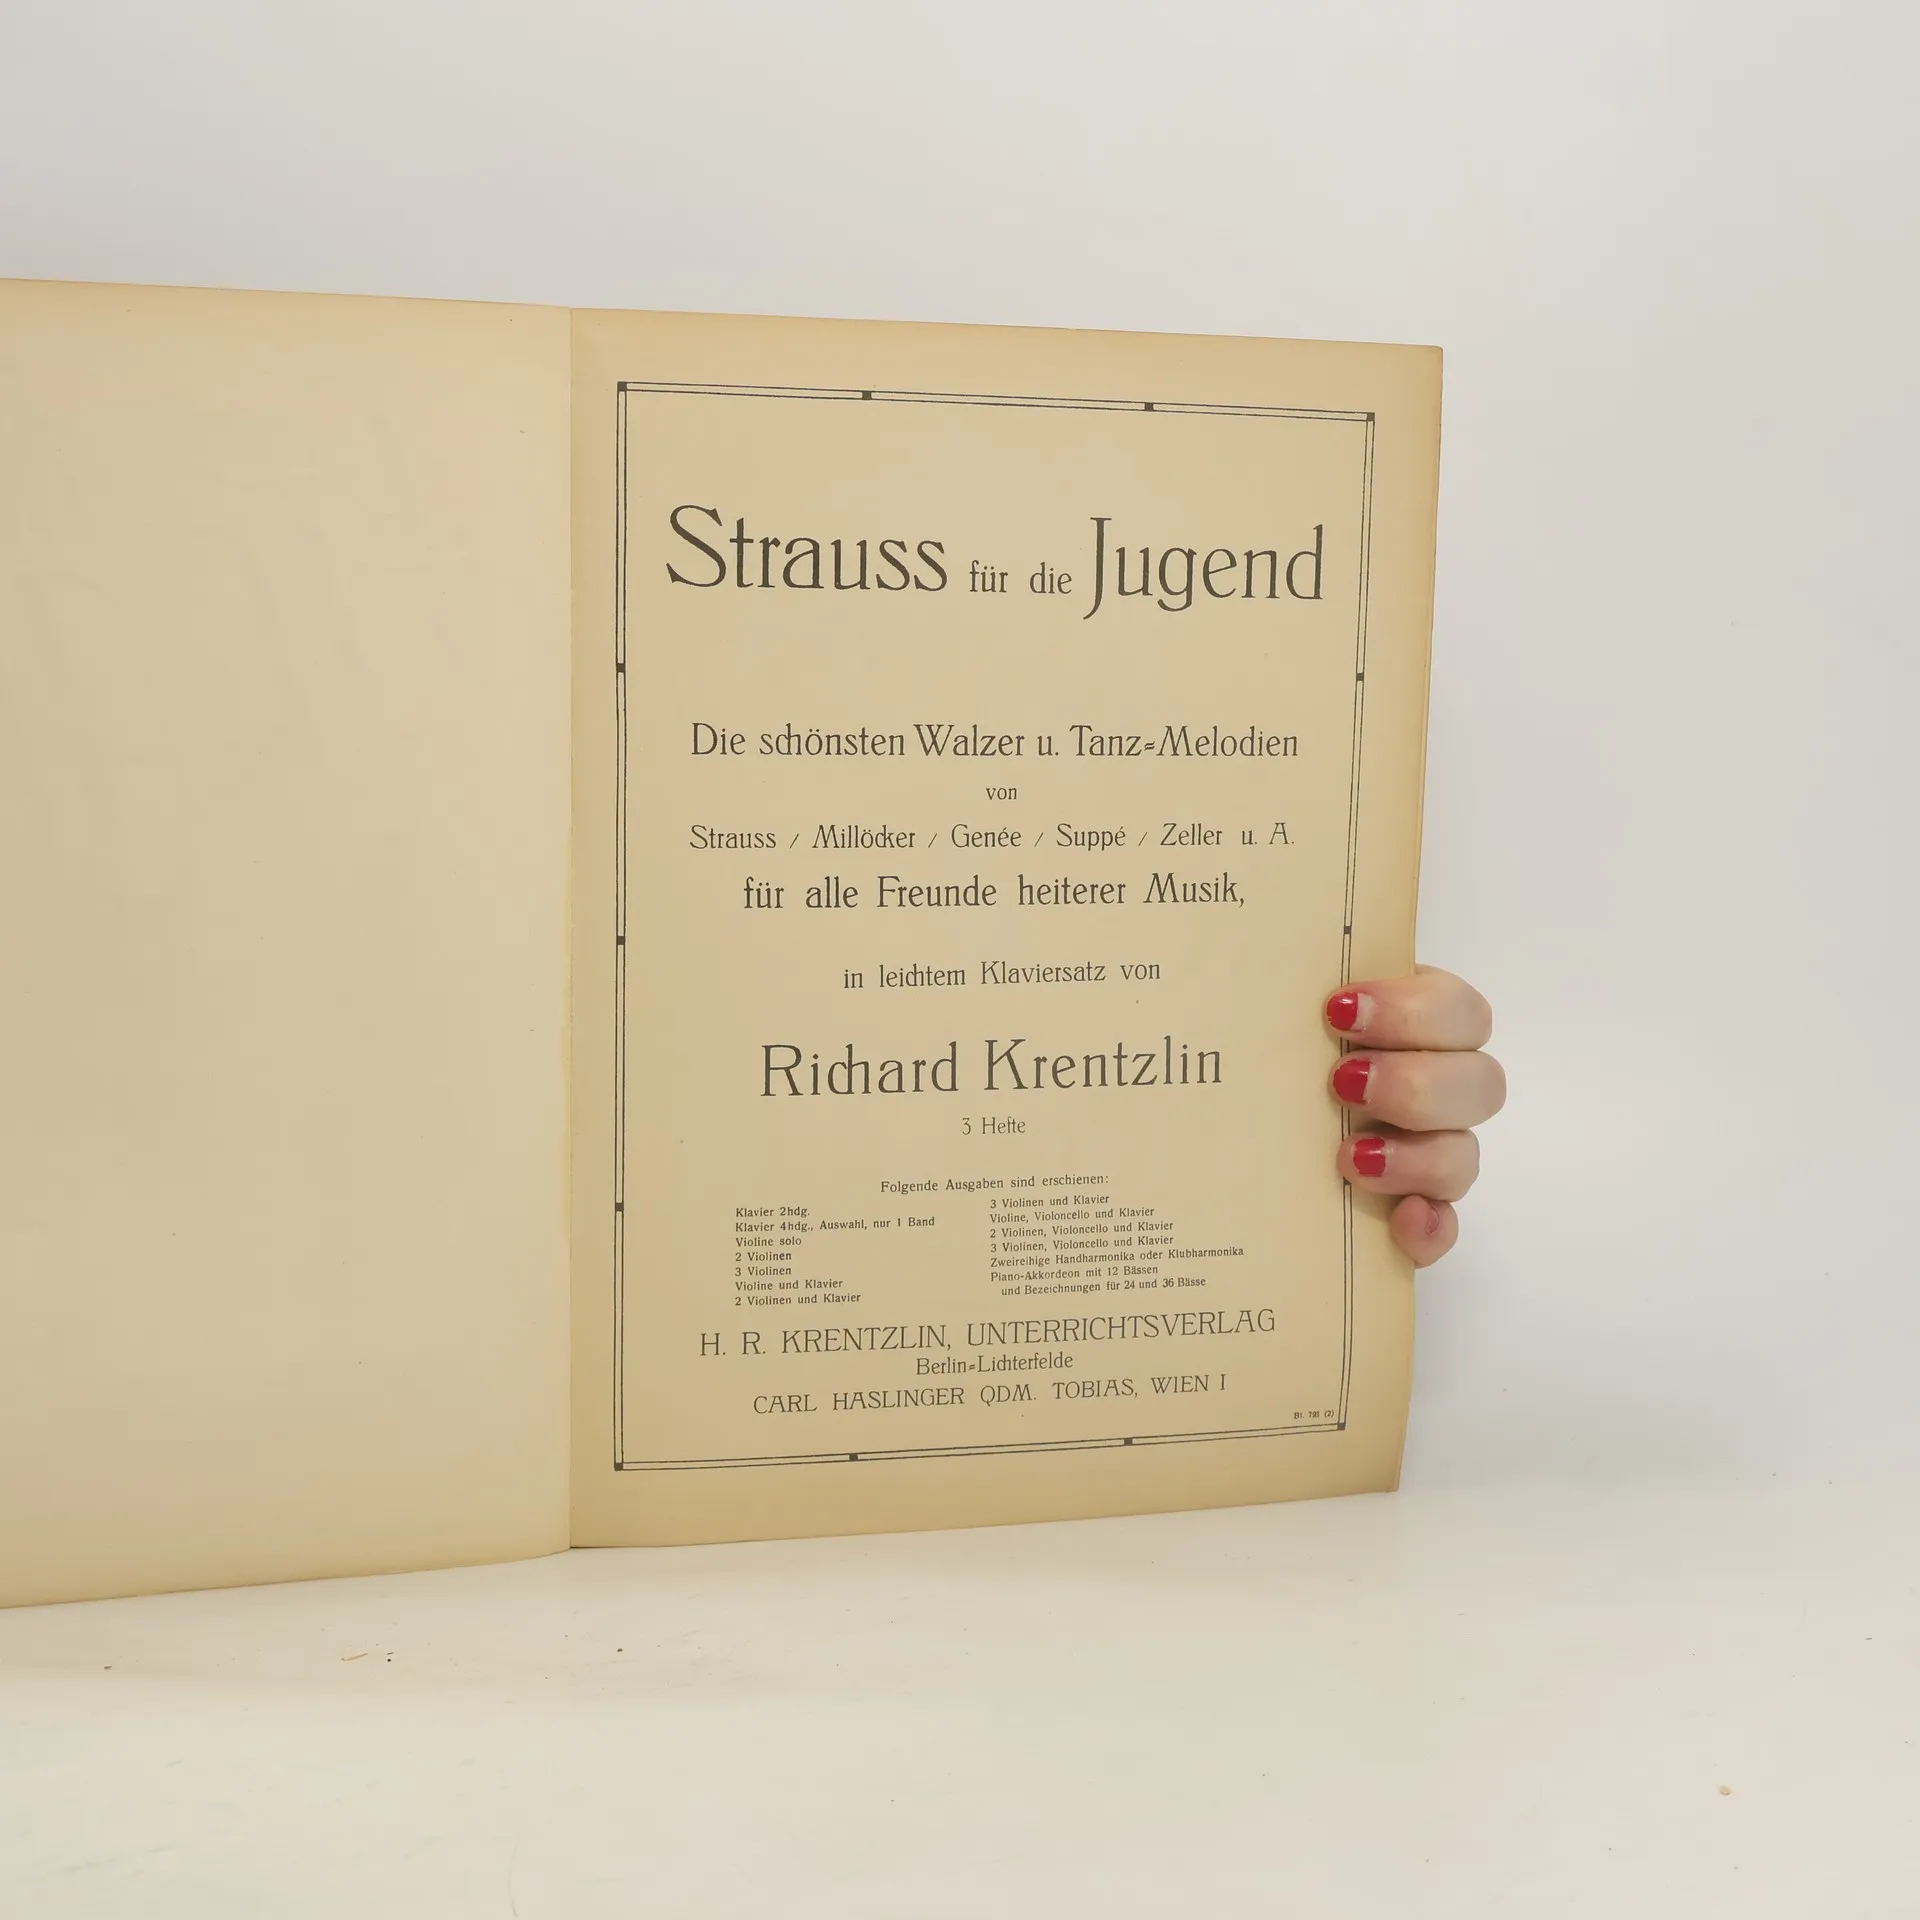 Strauss für die Jugend
Die schönsten Walzer u. Tanz=Melodien
von
Strauss / Millöcker / Genée / Suppé / Zeller u. A.
für alle Freunde heiterer Musik,
in leichtem Klaviersatz von
Richard Krentzlin
3 Hefte
Folgende Ausgaben sind erschienen:
Klavier 2hdg.
Klavier 4hdg., Auswahl, nur 1 Band
Violine solo
2 Violinen
3 Violinen
Violine und Klavier
2 Violinen und Klavier
3 Violinen und Klavier
Violine, Violoncello und Klavier
2 Violinen, Violoncello und Klavier
3 Violinen, Violoncello und Klavier
Zweireihige Handharmonika oder Klubharmonika
Piano-Akkordeon mit 12 Bässen
und Bezeichnungen für 24 und 36 Bässe
H. R. KRENTZLIN, UNTERRICHTSVERLAG
Berlin=Lichterfelde
CARL HASLINGER QDM. TOBIAS, WIEN I
Bl. 793 (2)